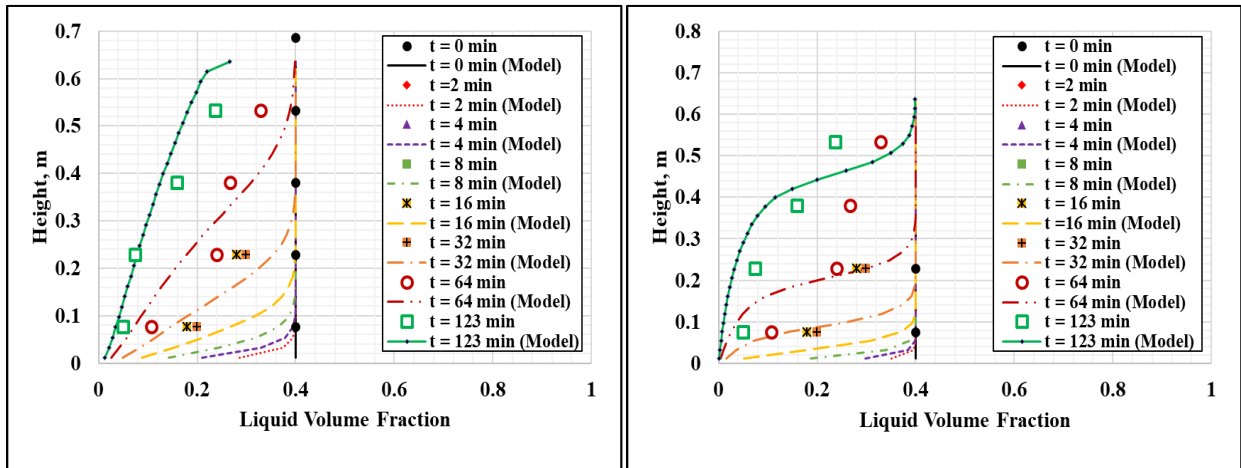 0.7
0.6
0.5
0.4
0.3
0.2
0.1
0
Height, m
0 0.2 0.4 0.6 0.8 1
Liquid Volume Fraction
t = 0 min
t = 0 min (Model)
t =2 min
t = 2 min (Model)
t = 4 min
t = 4 min (Model)
t = 8 min
t = 8 min (Model)
t = 16 min
t = 16 min (Model)
t = 32 min
t = 32 min (Model)
t = 64 min
t = 64 min (Model)
t = 123 min
t = 123 min (Model)
0.8
0.7
0.6
0.5
0.4
0.3
0.2
0.1
0
Height, m
0 0.2 0.4 0.6 0.8 1
Liquid Volume Fraction
t = 0 min
t = 0 min (Model)
t = 2 min
t = 2 min (Model)
t = 4 min
t = 4 min (Model)
t = 8 min
t = 8 min (Model)
t = 16 min
t =16 min (Model)
t = 32 min
t = 32 min (Model)
t = 64 min
t = 64 min (Model)
t = 123 min
t = 123 min (Model)